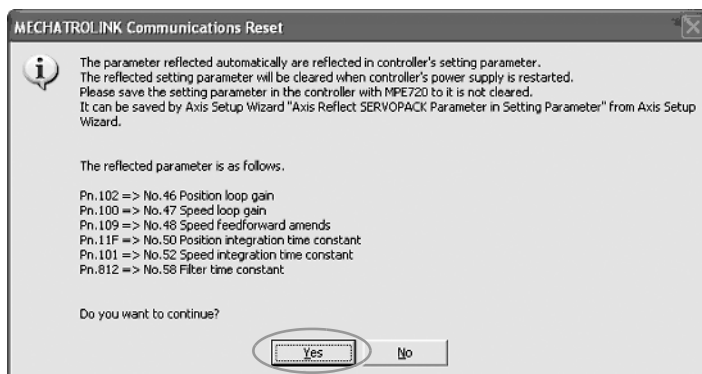 MECHATROLINK Communications Reset
The parameter reflected automatically are reflected in controller's setting parameter.
The reflected setting parameter will be cleared when controller's power supply is restarted.
Please save the setting parameter in the controller with MPE720 to it is not cleared.
It can be saved by Axis Setup Wizard "Axis Reflect SERVOPACK Parameter in Setting Parameter" from Axis Setup
Wizard.
The reflected parameter is as follows.
Pn.102 => No.46 Position loop gain
Pn.100 => No.47 Speed loop gain
Pn.109 => No.48 Speed feedforward amends
Pn.11F => No.50 Position integration time constant
Pn.101 => No.52 Speed integration time constant
Pn.812 => No.58 Filter time constant
Do you want to continue?
Yes No